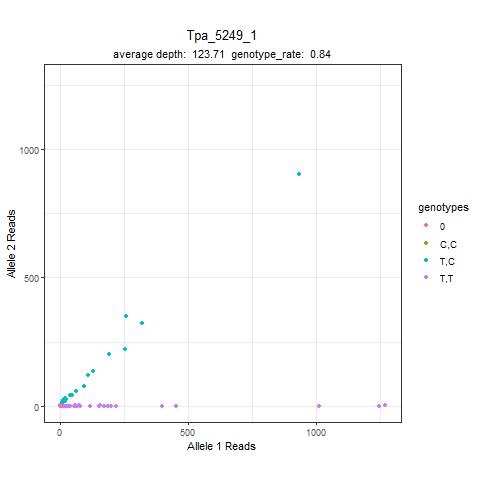 Tpa_5249_1
average depth: 123.71 genotype_rate: 0.84
Allele 2 Reads
1000
500
0
0 500 1000
Allele 1 Reads
genotypes
0
C,C
T,C
T,T